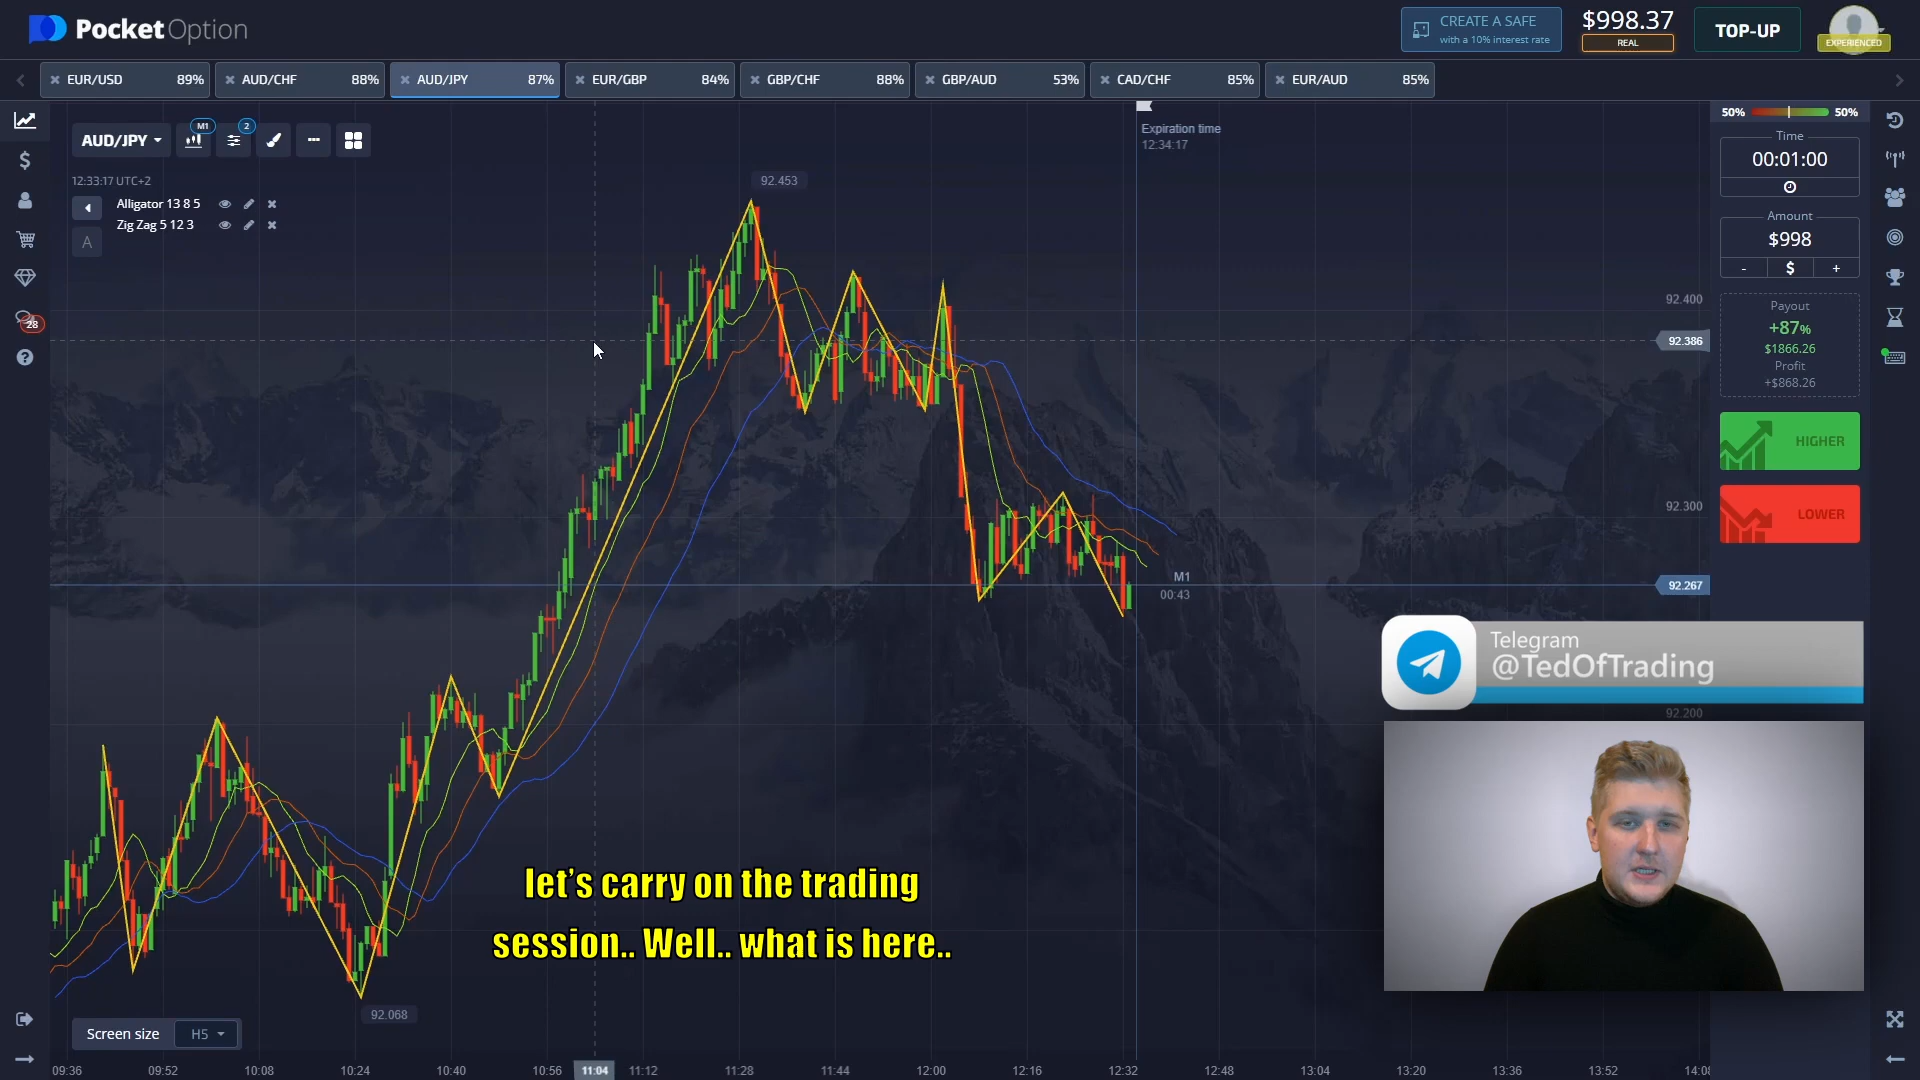 PocketOption
CREATE A SAFE
with a 10% interest rate
$998.37
REAL
TOP-UP
EXPERIENCED
EUR/USD 89%
AUD/CHF 88%
AUD/JPY 87%
EUR/GBP 84%
GBP/CHF 88%
GBP/AUD 53%
CAD/CHF 85%
EUR/AUD 85%
AUD/JPY
M1
2
12:33:17 UTC+2
Alligator 13 8 5
Zig Zag 5 12 3
A
28
92.453
Expiration time
12:34:17
92.400
92.386
92.300
92.267
92.200
M1
00:43
92.068
50% 50%
Time
00:01:00
Amount
$998
- $ +
Payout
+87%
$1866.26
Profit
+$868.26
HIGHER
LOWER
Telegram
@TedOfTrading
let's carry on the trading
session.. Well.. what is here..
Screen size H5
09:36 09:52 10:08 10:24 10:40 10:56 11:04 11:12 11:28 11:44 12:00 12:16 12:32 12:48 13:04 13:20 13:36 13:52 14:08